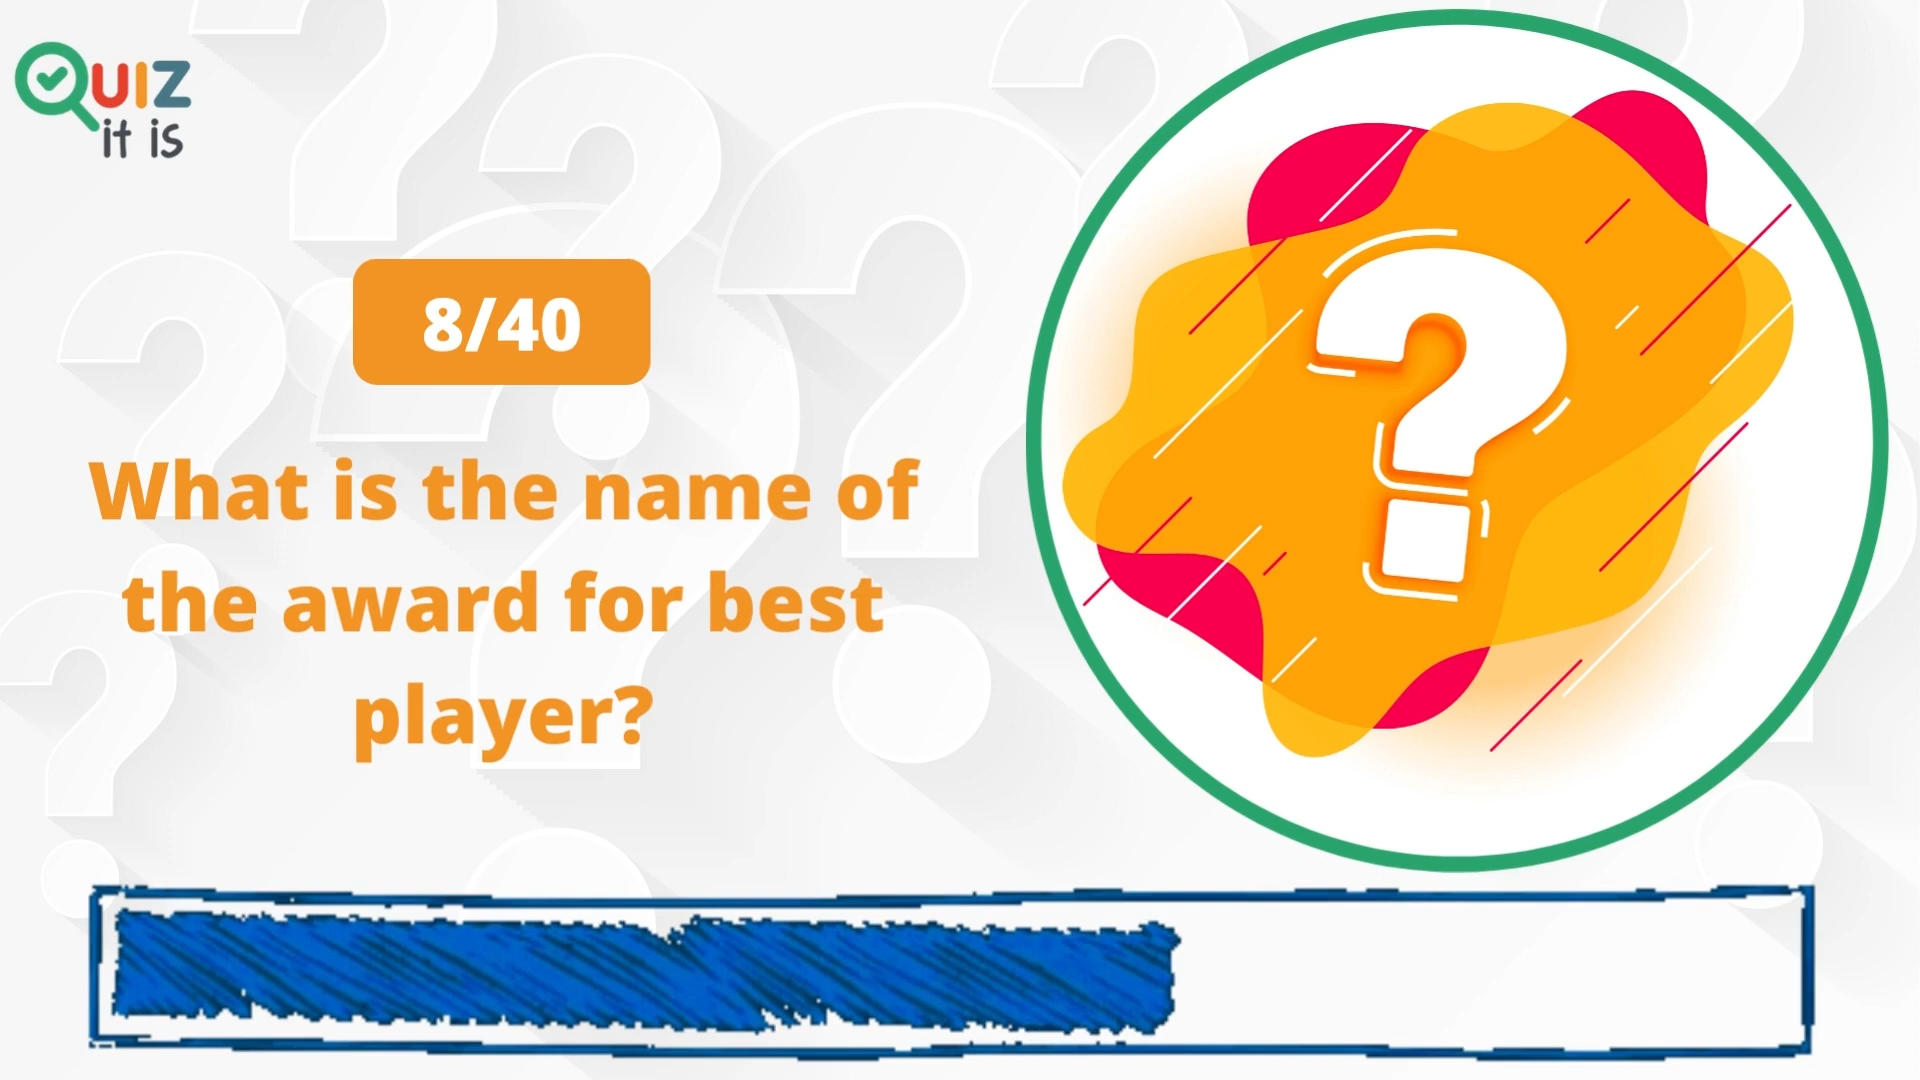 QUIZ
it is
8/40
What is the name of
the award for best
player?